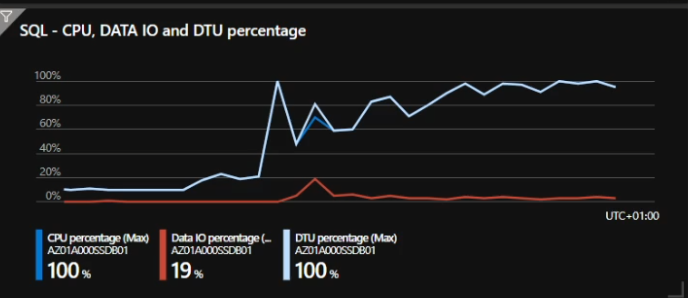 SQL - CPU, DATA IO and DTU percentage
100%
80%
60%
40%
20%
0%
UTC+01:00
CPU percentage (Max)
AZ01A000SSDB01
100 %
Data IO percentage (...
AZ01A000SSDB01
19 %
DTU percentage (Max)
AZ01A000SSDB01
100 %